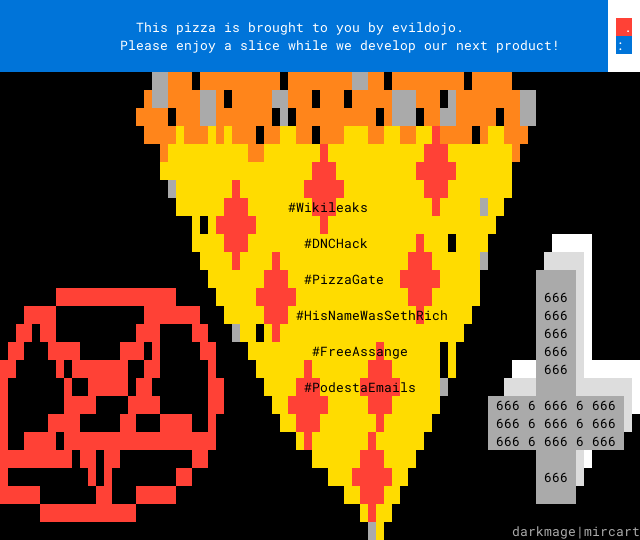 This pizza is brought to you by evildojo.
Please enjoy a slice while we develop our next product!
.
:
#Wikileaks
#DNCHack
#PizzaGate
666
#HisNameWasSethRich
666
666
#FreeAssange
666
666
#PodestaEmails
666 6 666 6 666
666 6 666 6 666
666 6 666 6 666
666
darkmage|mircart